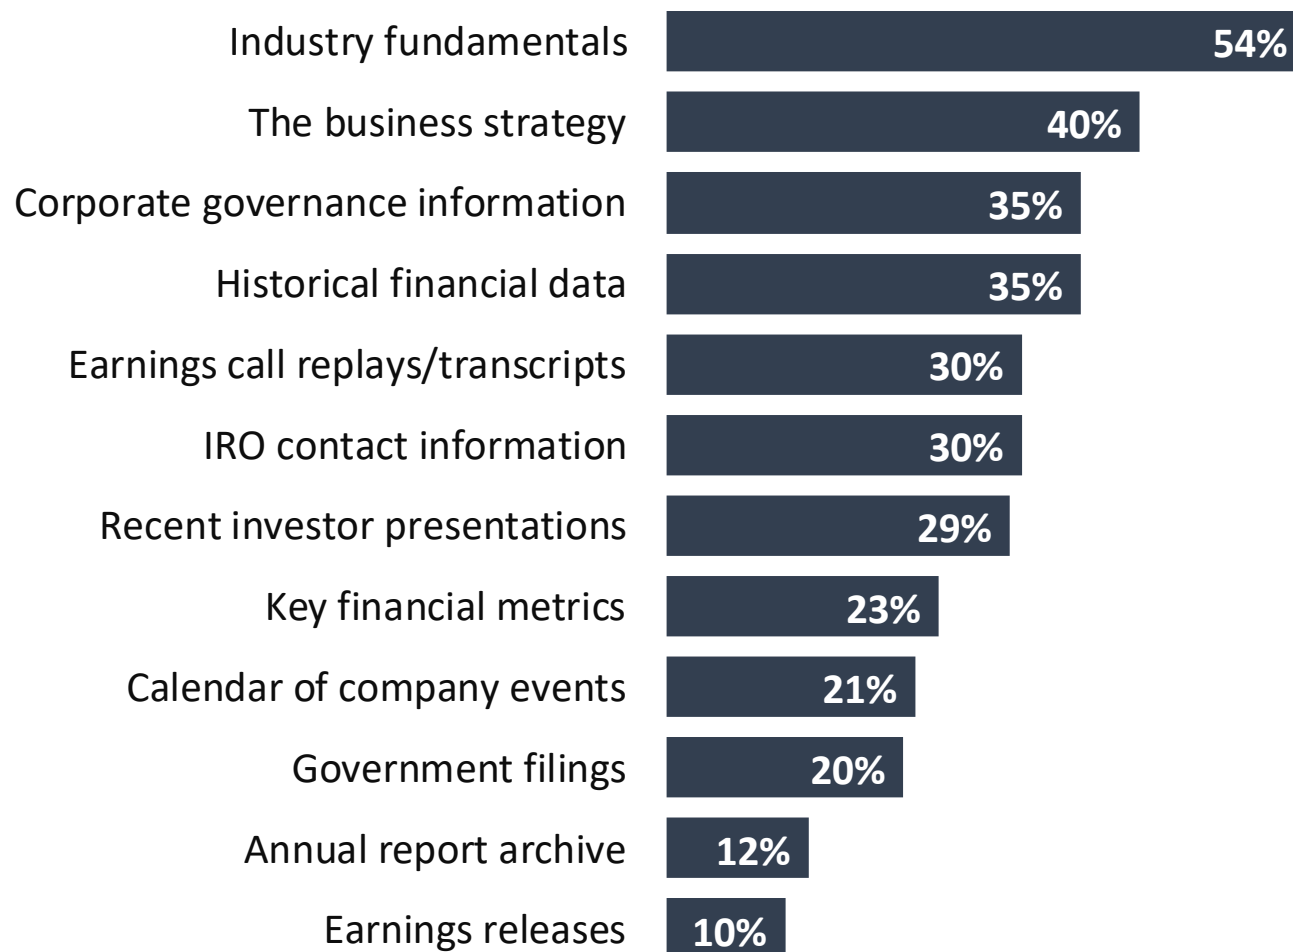 Industry fundamentals 54%
The business strategy 40%
Corporate governance information 35%
Historical financial data 35%
Earnings call replays/transcripts 30%
IRO contact information 30%
Recent investor presentations 29%
Key financial metrics 23%
Calendar of company events 21%
Government filings 20%
Annual report archive 12%
Earnings releases 10%